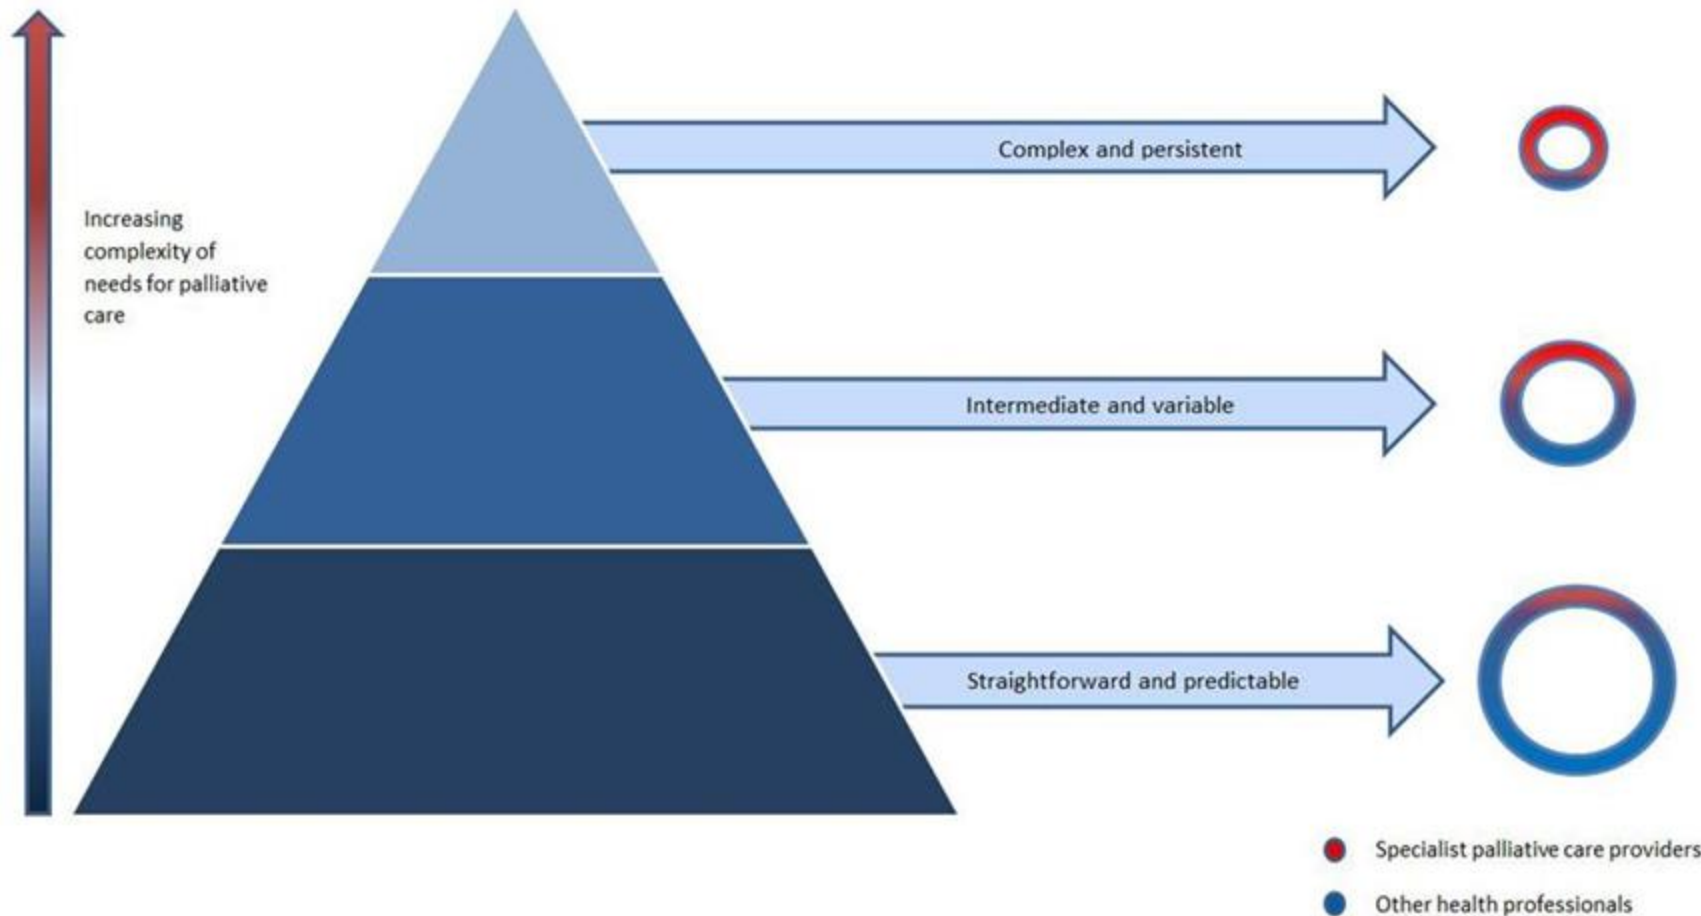 Complex and persistent
Increasing
complexity of
needs for palliative
care
Intermediate and variable
Straightforward and predictable
Specialist palliative care providers
Other health professionals